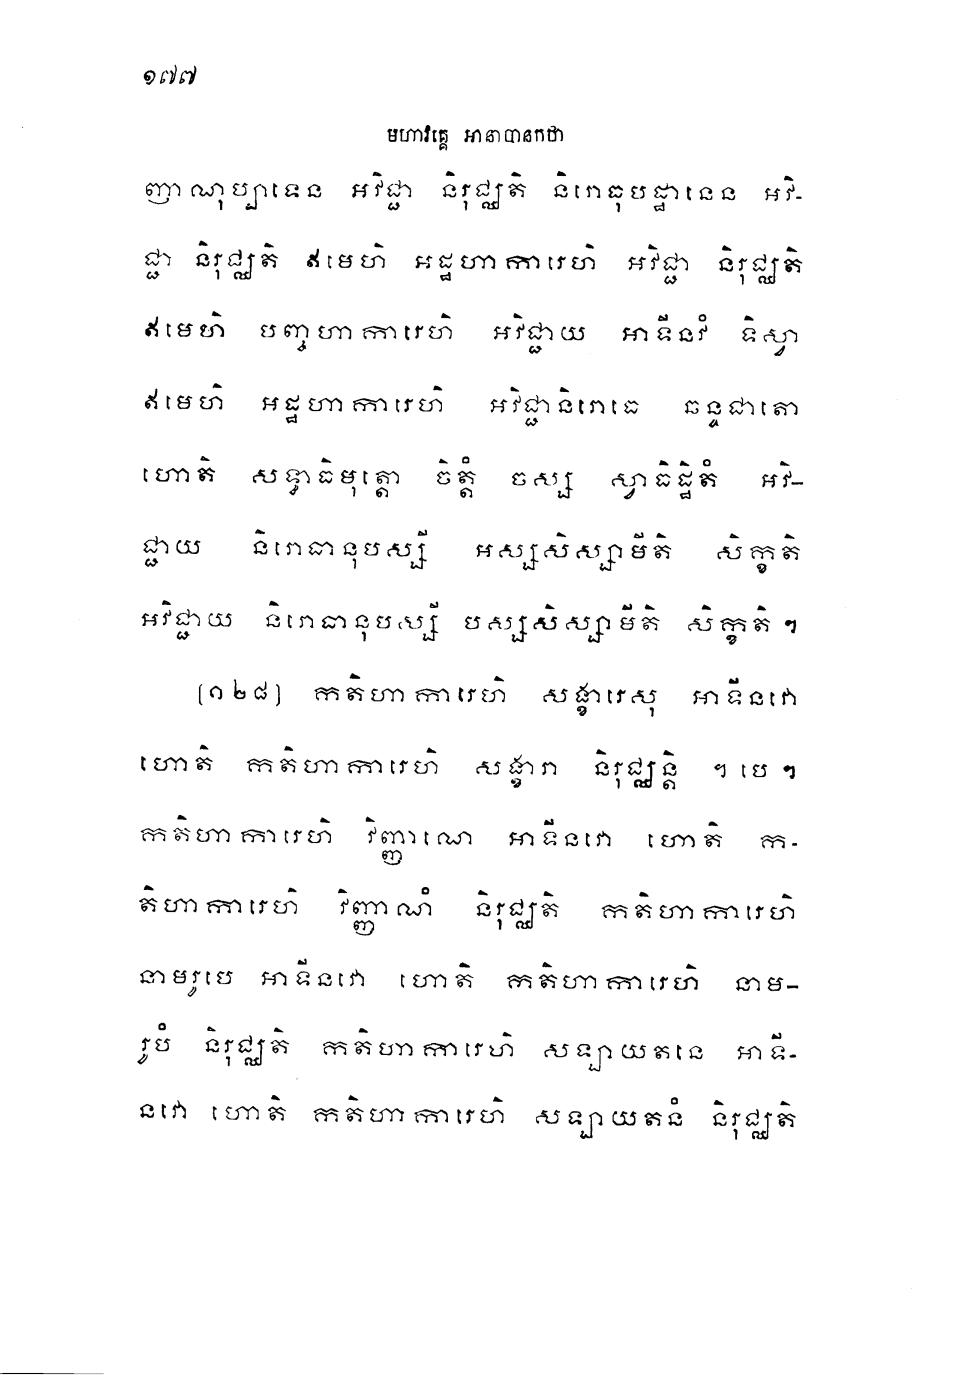 ១៧៧
មហាវគ្គេ អានាបានកថា
ញាណុប្បាទេន អវិជ្ជា និរុជ្ឈតិ និរោធុបដ្ឋានេន អវិ-
ជ្ជា និរុជ្ឈតិ ឥមេហិ អដ្ឋហាការេហិ អវិជ្ជា និរុជ្ឈតិ
ឥមេហិ បញ្ចហាការេហិ អវិជ្ជាយ អាទីនវំ ទិស្វា
ឥមេហិ អដ្ឋហាការេហិ អវិជ្ជានិរោធេ ឆន្ទជាតោ
ហោតិ សទ្ធាធិមុត្តោ ចិត្តំ ចស្ស ស្វាធិដ្ឋិតំ អវិ-
ជ្ជាយ និរោធានុបស្សី អស្សសិស្សាមីតិ សិក្ខតិ
អវិជ្ជាយ និរោធានុបស្សី បស្សសិស្សាមីតិ សិក្ខតិ ។
(១២៨) កតិហាការេហិ សង្ខារេសុ អាទីនវោ
ហោតិ កតិហាការេហិ សង្ខារា និរុជ្ឈន្តិ ។ បេ ។
កតិហាការេហិ វិញ្ញាណេ អាទីនវោ ហោតិ ក-
តិហាការេហិ វិញ្ញាណំ និរុជ្ឈតិ កតិហាការេហិ
នាមរូបេ អាទីនវោ ហោតិ កតិហាការេហិ នាម-
រូបំ និរុជ្ឈតិ កតិហាការេហិ សឡាយតនេ អាទី-
នវោ ហោតិ កតិហាការេហិ សឡាយតនំ និរុជ្ឈតិ